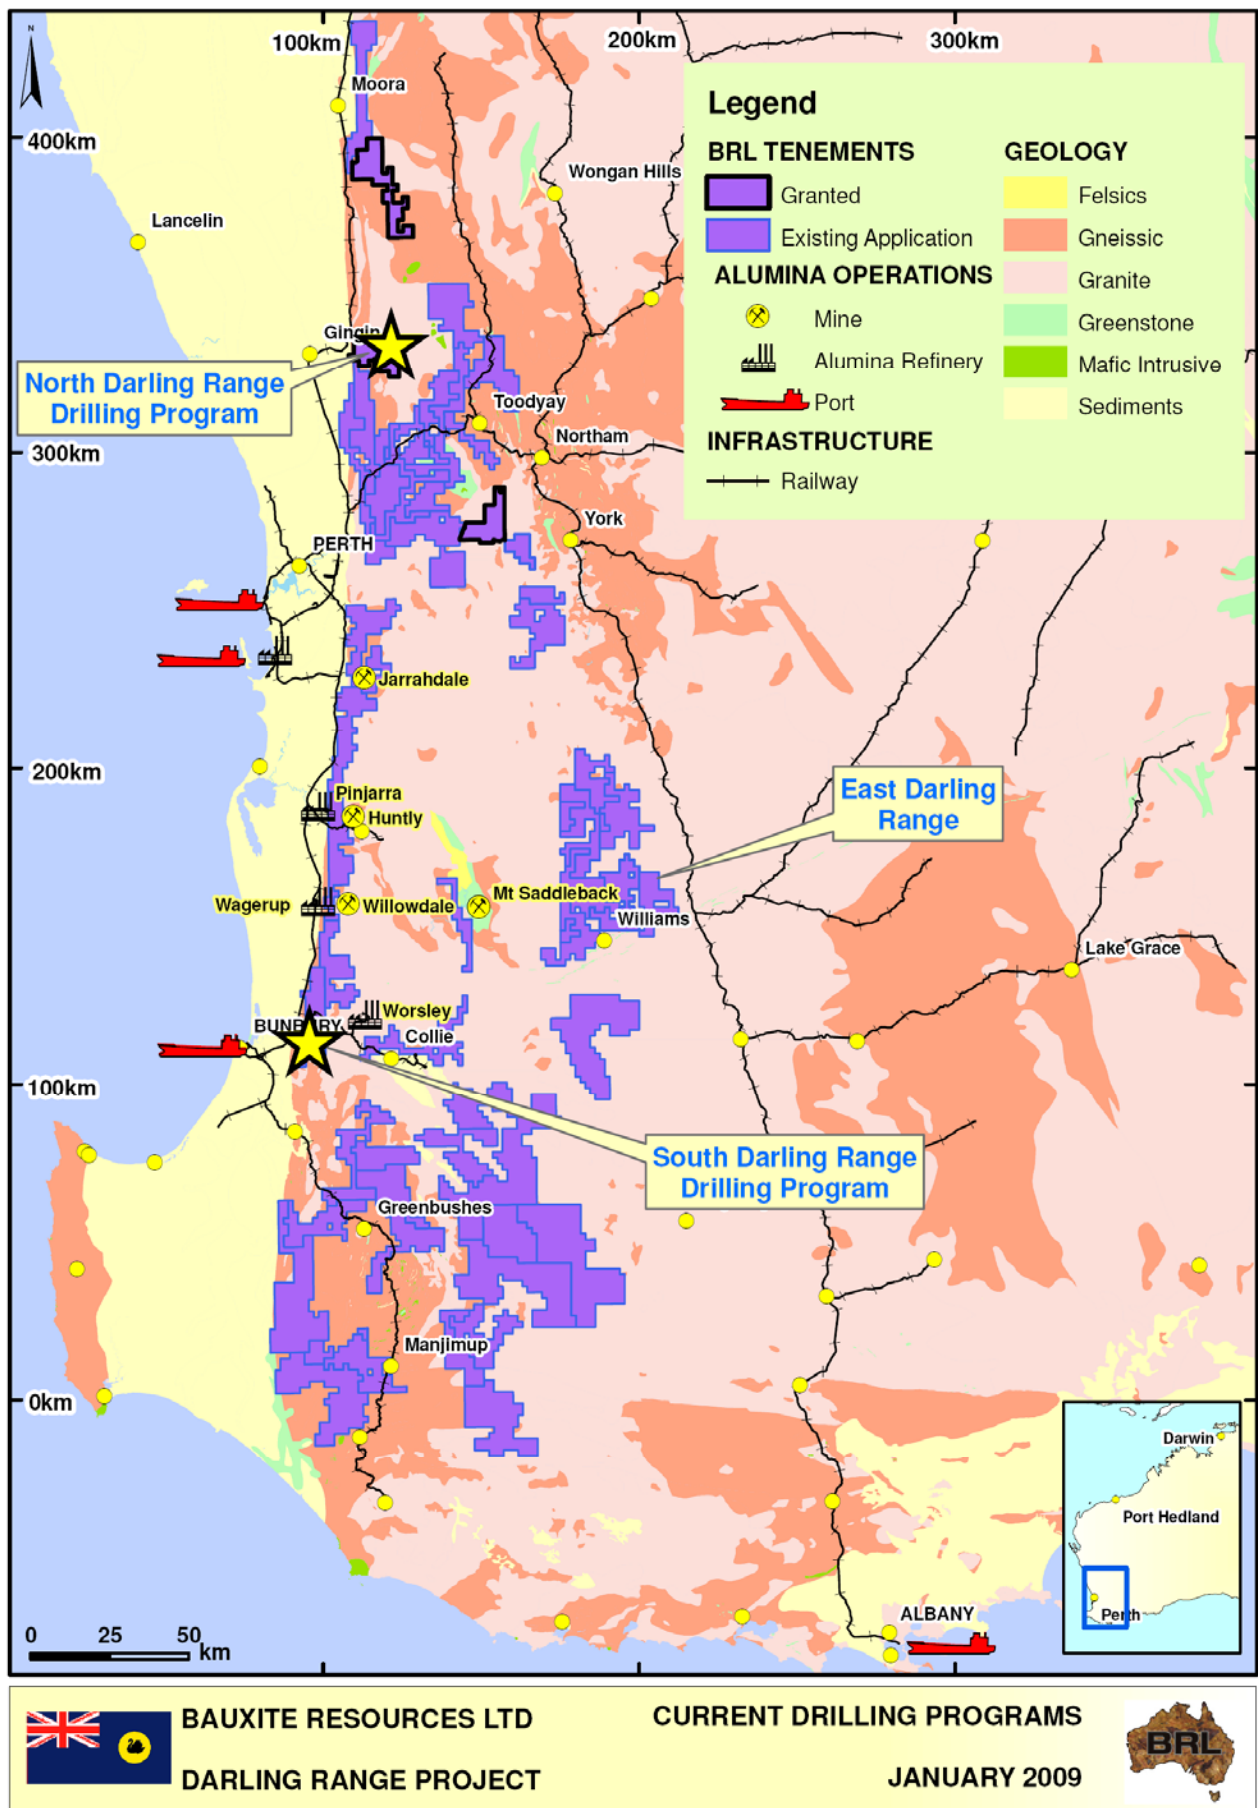 N
100km
200km
300km
Moora
400km
Wongan Hills
Lancelin
Gingin
North Darling Range
Drilling Program
Toodyay
Northam
300km
York
PERTH
Jarrahdale
200km
Pinjarra
Huntly
East Darling
Range
Wagerup
Willowdale
Mt Saddleback
Williams
Lake Grace
Worsley
BUNBURY
Collie
100km
South Darling Range
Drilling Program
Greenbushes
Manjimup
0km
ALBANY
0 25 50 km
Legend
BRL TENEMENTS
Granted
Existing Application
ALUMINA OPERATIONS
Mine
Alumina Refinery
Port
INFRASTRUCTURE
Railway
GEOLOGY
Felsics
Gneissic
Granite
Greenstone
Mafic Intrusive
Sediments
Darwin
Port Hedland
Perth
BAUXITE RESOURCES LTD
DARLING RANGE PROJECT
CURRENT DRILLING PROGRAMS
JANUARY 2009
BRL